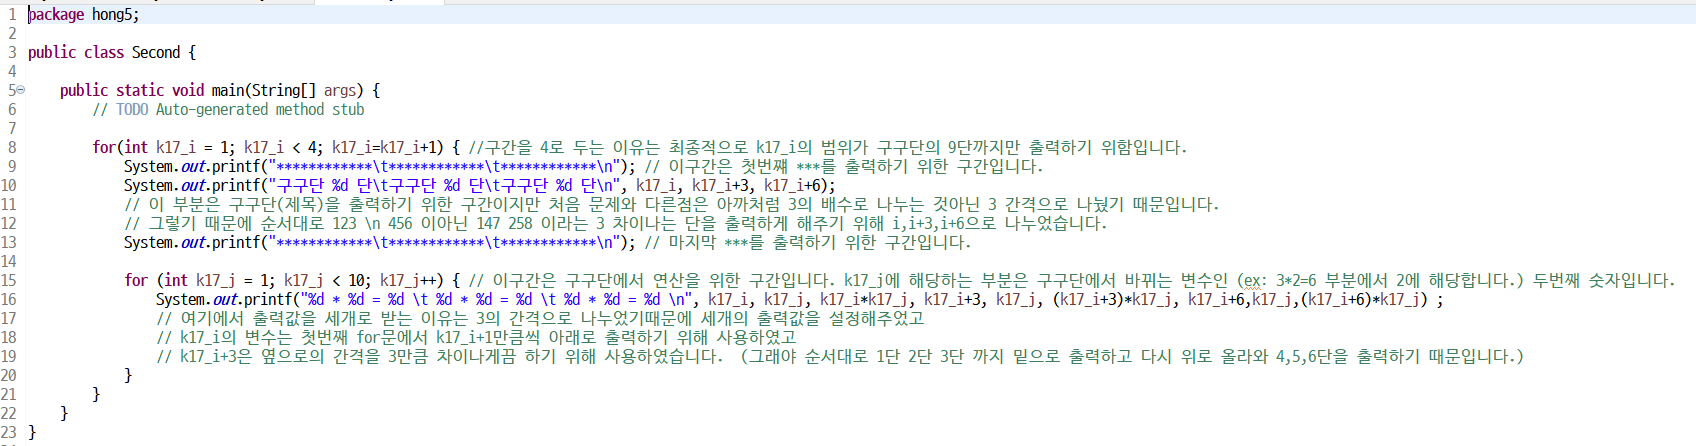 1 package hong5;
2
3 public class Second {
4
5     public static void main(String[] args) {
6         // TODO Auto-generated method stub
7
8         for(int k17_i = 1; k17_i < 4; k17_i=k17_i+1) { //구간을 4로 두는 이유는 최종적으로 k17_i의 범위가 구구단의 9단까지만 출력하기 위함입니다.
9             System.out.printf("************\t************\t************\n"); // 이구간은 첫번쨰 ***를 출력하기 위한 구간입니다.
10             System.out.printf("구구단 %d 단\t구구단 %d 단\t구구단 %d 단\n", k17_i, k17_i+3, k17_i+6);
11             // 이 부분은 구구단(제목)을 출력하기 위한 구간이지만 처음 문제와 다른점은 아까처럼 3의 배수로 나누는 것아닌 3 간격으로 나눴기 때문입니다.
12             // 그렇기 때문에 순서대로 123 \n 456 이아닌 147 258 이라는 3 차이나는 단을 출력하게 해주기 위해 i,i+3,i+6으로 나누었습니다.
13             System.out.printf("************\t************\t************\n"); // 마지막 ***를 출력하기 위한 구간입니다.
14
15             for (int k17_j = 1; k17_j < 10; k17_j++) { // 이구간은 구구단에서 연산을 위한 구간입니다. k17_j에 해당하는 부분은 구구단에서 바뀌는 변수인 (ex: 3*2=6 부분에서 2에 해당합니다.) 두번째 숫자입니다.
16                 System.out.printf("%d * %d = %d \t %d * %d = %d \t %d * %d = %d \n", k17_i, k17_j, k17_i*k17_j, k17_i+3, k17_j, (k17_i+3)*k17_j, k17_i+6,k17_j,(k17_i+6)*k17_j) ;
17                 // 여기에서 출력값을 세개로 받는 이유는 3의 간격으로 나누었기때문에 세개의 출력값을 설정해주었고
18                 // k17_i의 변수는 첫번째 for문에서 k17_i+1만큼씩 아래로 출력하기 위해 사용하였고
19                 // k17_i+3은 옆으로의 간격을 3만큼 차이나게끔 하기 위해 사용하였습니다. (그래야 순서대로 1단 2단 3단 까지 밑으로 출력하고 다시 위로 올라와 4,5,6단을 출력하기 때문입니다.)
20             }
21         }
22     }
23 }